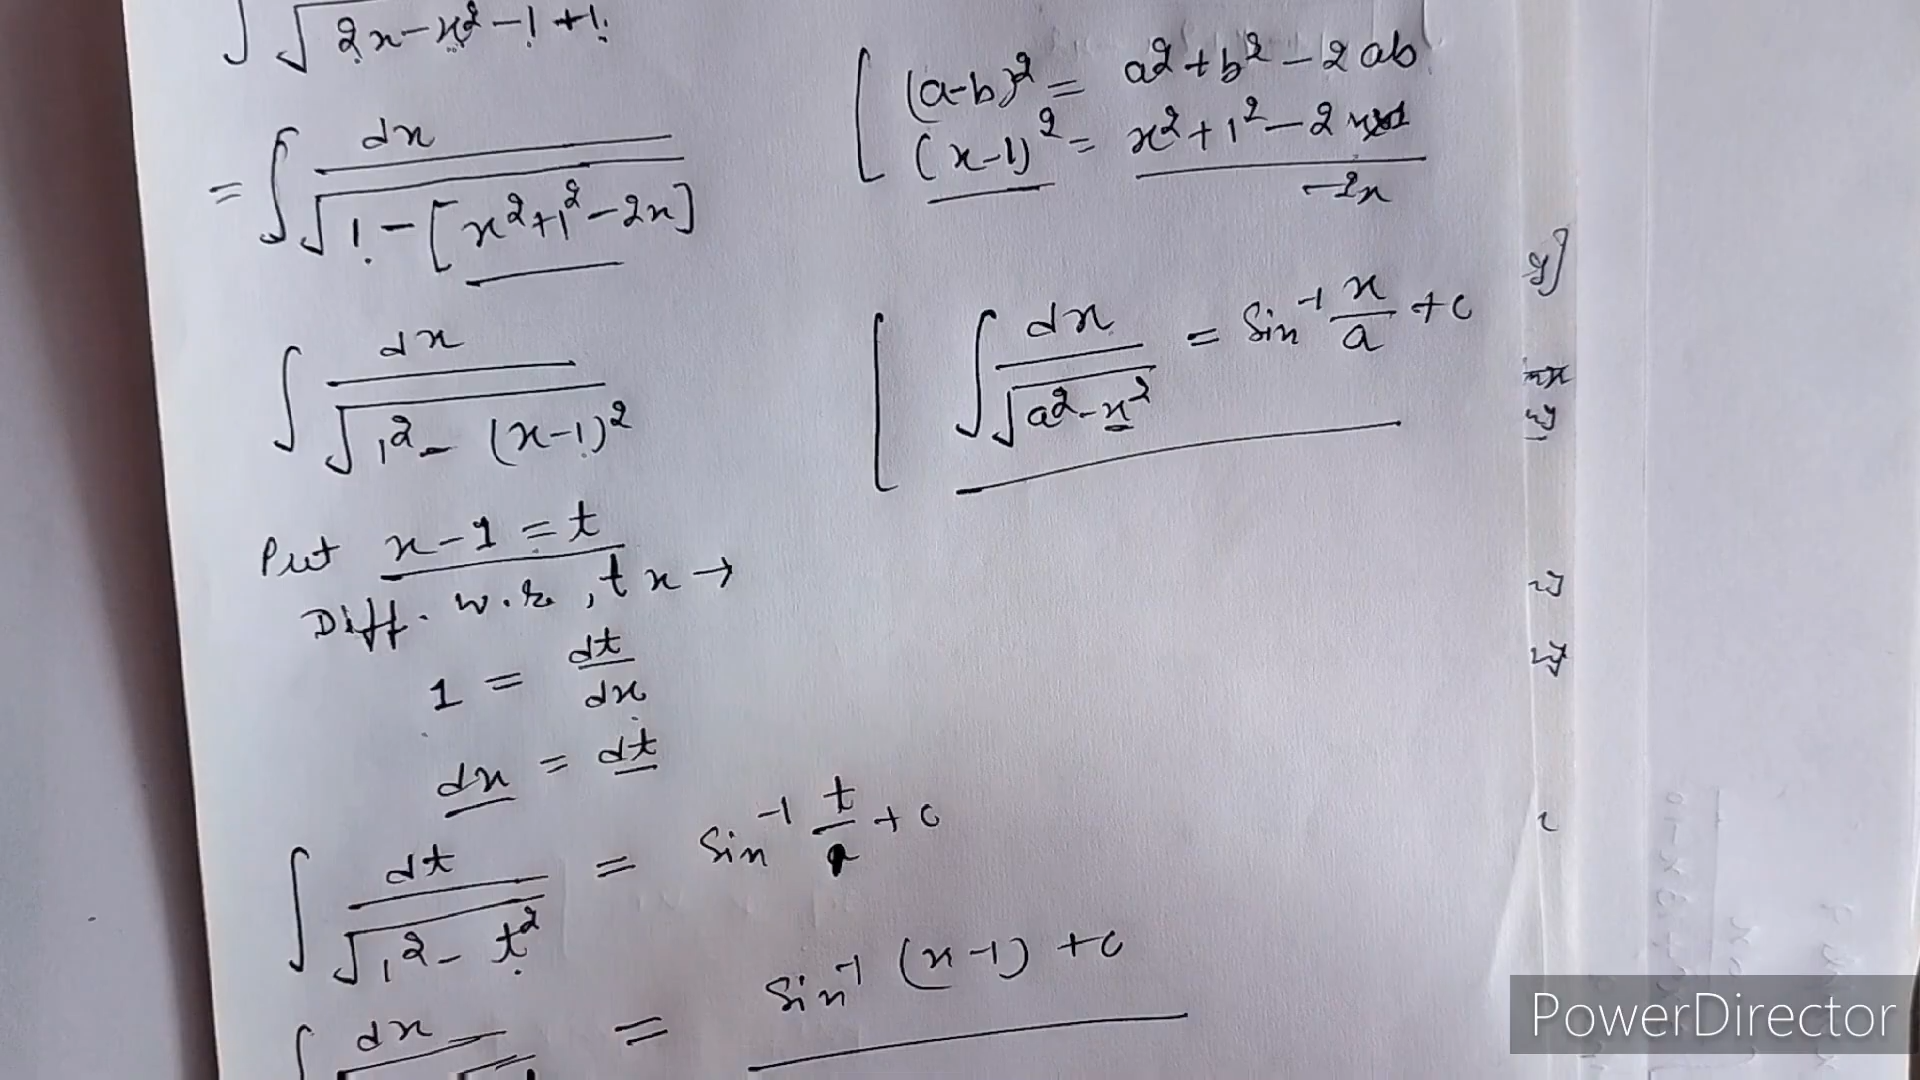 ∫ √2x-x²-1+1
= ∫ dx / √1-[x²+1²-2x]
∫ dx / √1²-(x-1)²
Put x-1=t
Diff. w.r,t x →
1 = dt/dx
dx = dt
∫ dt / √1²-t² = Sin⁻¹ t/1 + c
∫ dx = Sin⁻¹ (x-1) + c
[ (a-b)² = a²+b²-2ab
(x-1)² = x²+1²-2
-2x
[ ∫ dx / √a²-x² = Sin⁻¹ x/a + c
PowerDirector